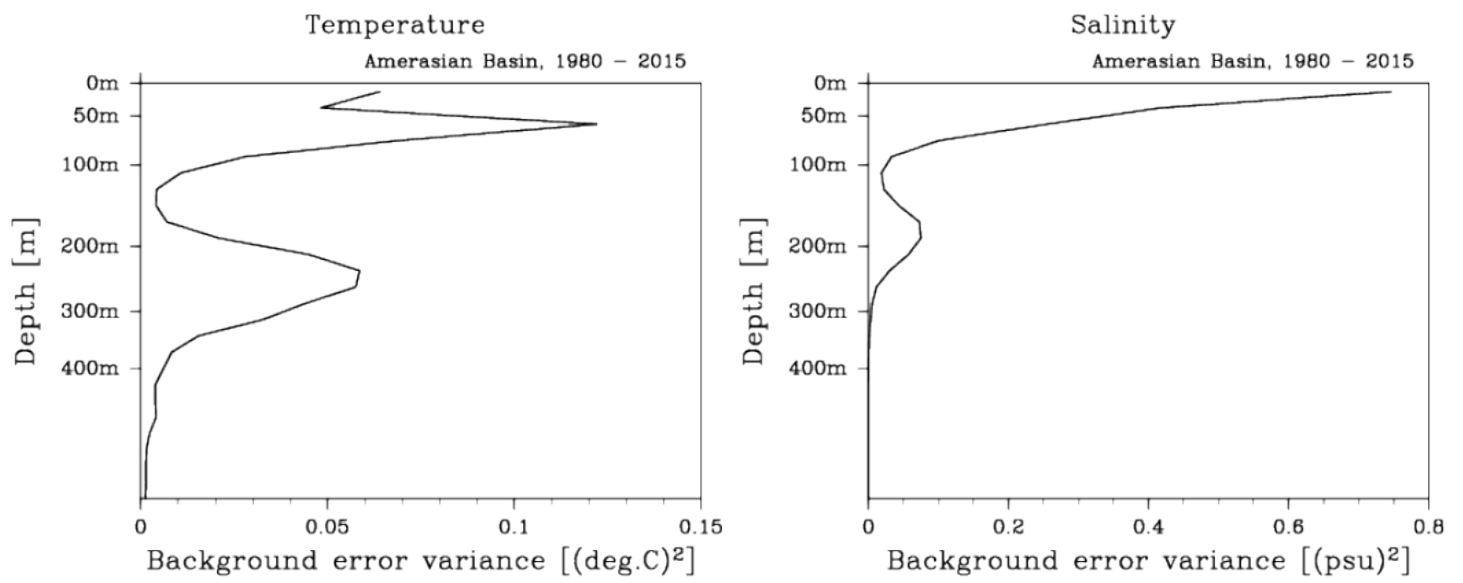 Temperature
Amerasian Basin, 1980 - 2015
0m
50m
100m
200m
300m
400m
Depth [m]
0
0.05
0.1
0.15
Background error variance [(deg.C)²]
Salinity
Amerasian Basin, 1980 - 2015
0m
50m
100m
200m
300m
400m
Depth [m]
0
0.2
0.4
0.6
0.8
Background error variance [(psu)²]